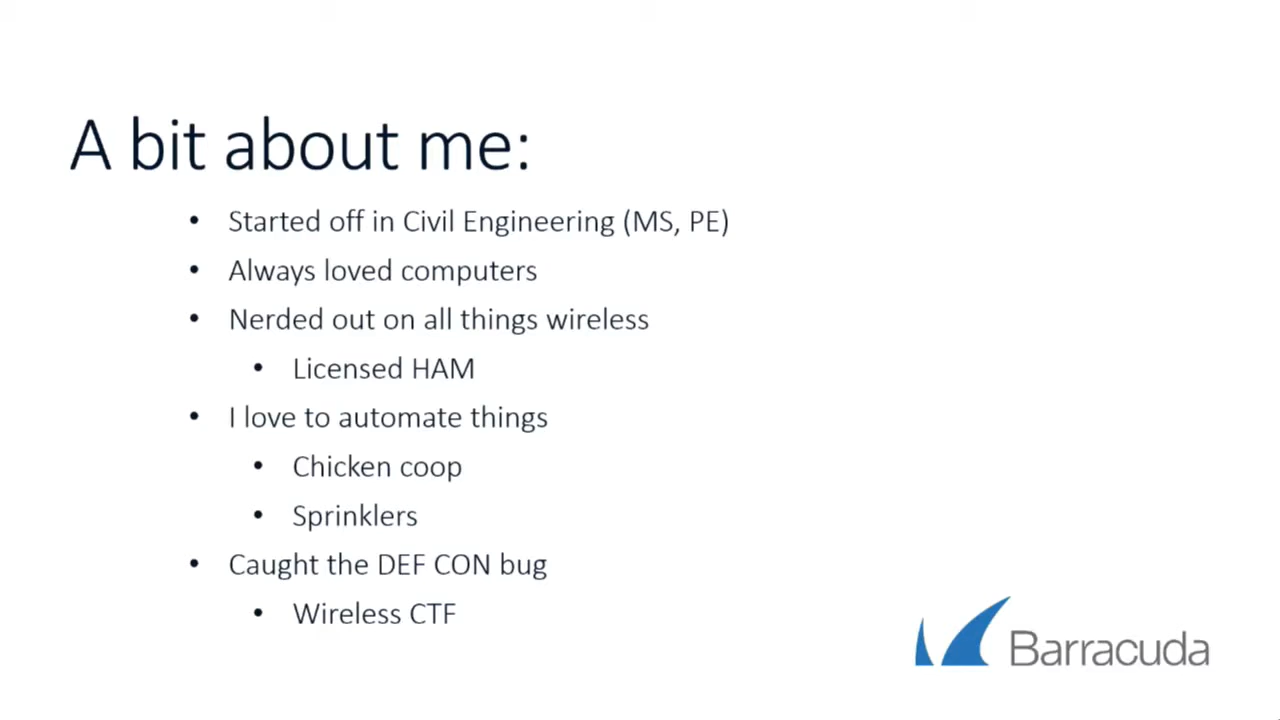 A bit about me:
• Started off in Civil Engineering (MS, PE)
• Always loved computers
• Nerded out on all things wireless
• Licensed HAM
• I love to automate things
• Chicken coop
• Sprinklers
• Caught the DEF CON bug
• Wireless CTF
Barracuda